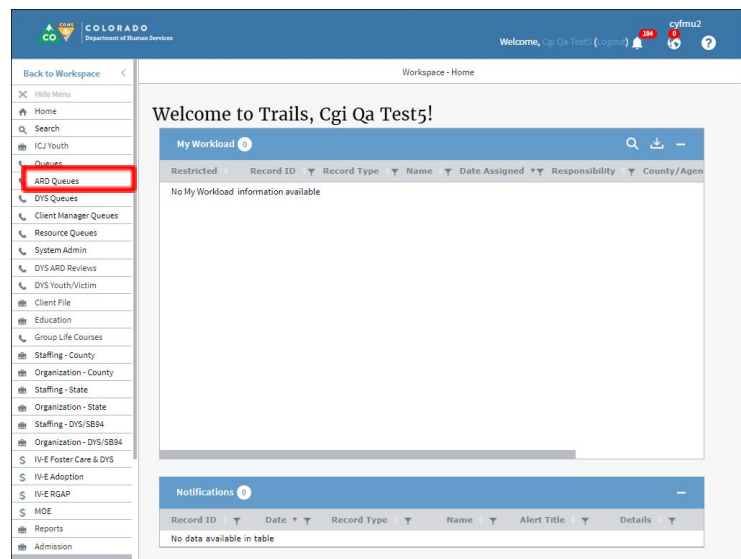 cyfmu2
CO
CDHS
COLORADO
Department of Human Services
Welcome, Cgi Qa Test5 (Logout)
184
0
?
Back to Workspace
Workspace - Home
Hide Menu
Home
Search
ICJ Youth
Queues
ARD Queues
DYS Queues
Client Manager Queues
Resource Queues
System Admin
DYS ARD Reviews
DYS Youth/Victim
Client File
Education
Group Life Courses
Staffing - County
Organization - County
Staffing - State
Organization - State
Staffing - DYS/SB94
Organization - DYS/SB94
IV-E Foster Care & DYS
IV-E Adoption
IV-E RGAP
MOE
Reports
Admission
Welcome to Trails, Cgi Qa Test5!
My Workload 0
Restricted Record ID Record Type Name Date Assigned Responsibility County/Agen
No My Workload information available
Notifications 0
Record ID Date Record Type Name Alert Title Details
No data available in table